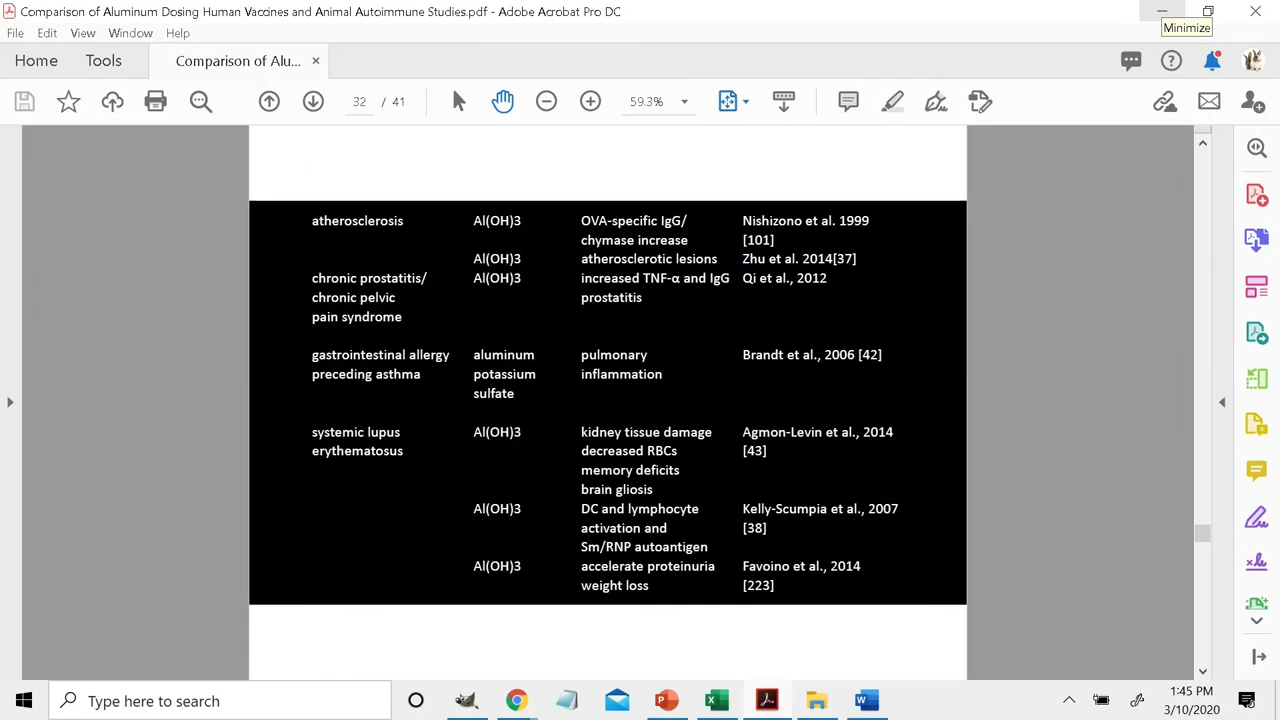 Comparison of Aluminum Dosing Human Vaccines and Animal Autoimmune Studies.pdf - Adobe Acrobat Pro DC
Minimize
File Edit View Window Help
Home Tools Comparison of Alu... ×
32 / 41 59.3%
atherosclerosis Al(OH)3 OVA-specific IgG/ Nishizono et al. 1999
chymase increase [101]
Al(OH)3 atherosclerotic lesions Zhu et al. 2014[37]
chronic prostatitis/ Al(OH)3 increased TNF-α and IgG Qi et al., 2012
chronic pelvic prostatitis
pain syndrome
gastrointestinal allergy aluminum pulmonary Brandt et al., 2006 [42]
preceding asthma potassium inflammation
sulfate
systemic lupus Al(OH)3 kidney tissue damage Agmon-Levin et al., 2014
erythematosus decreased RBCs [43]
memory deficits
brain gliosis
Al(OH)3 DC and lymphocyte Kelly-Scumpia et al., 2007
activation and [38]
Sm/RNP autoantigen
Al(OH)3 accelerate proteinuria Favoino et al., 2014
weight loss [223]
Type here to search
1:45 PM
3/10/2020